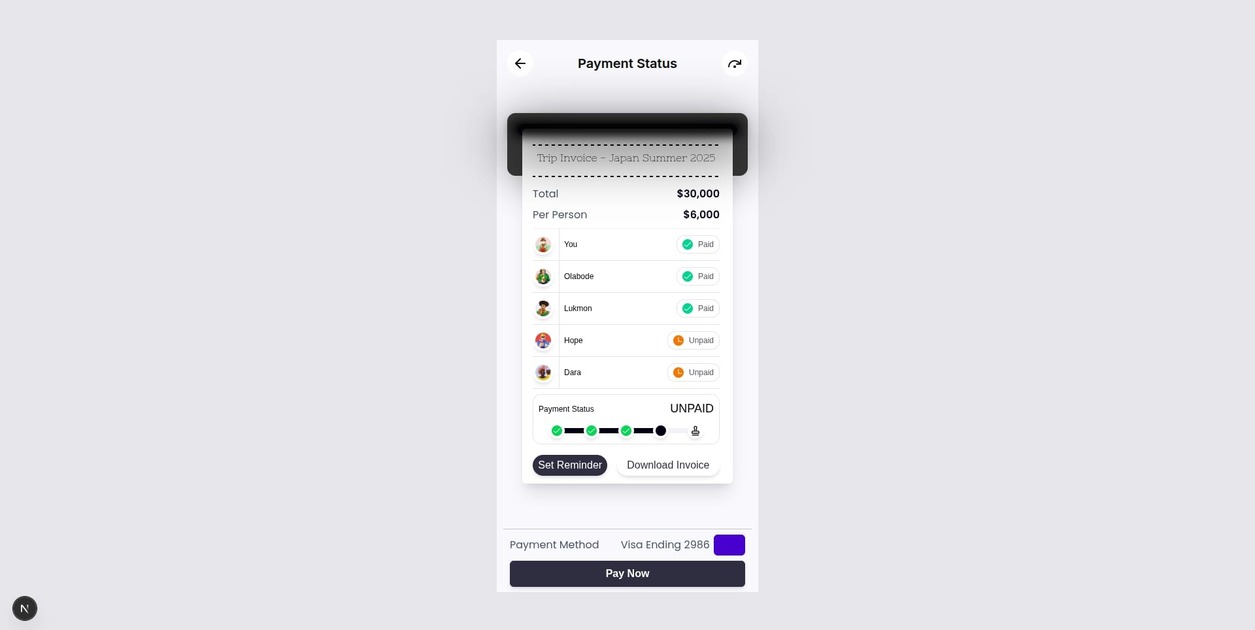 Payment Status
Trip Invoice - Japan Summer 2025
Total $30,000
Per Person $6,000
You Paid
Olabode Paid
Lukmon Paid
Hope Unpaid
Dara Unpaid
Payment Status UNPAID
Set Reminder Download Invoice
Payment Method Visa Ending 2986
Pay Now
N